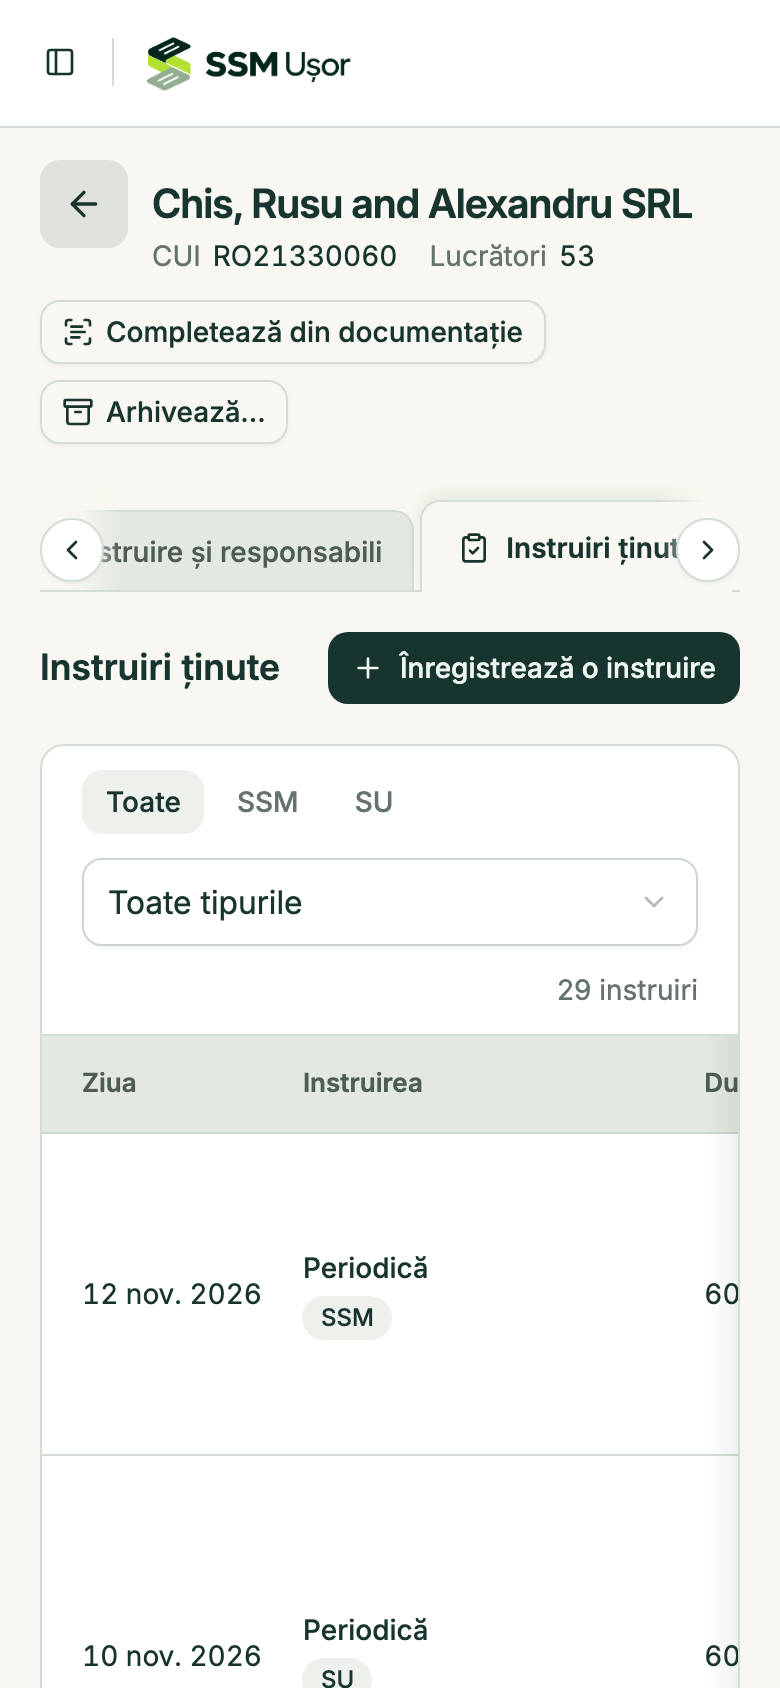 SSM Ușor
Chis, Rusu and Alexandru SRL
CUI RO21330060 Lucrători 53
Completează din documentație
Arhivează...
struire și responsabili
Instruiri ținut
Instruiri ținute
Înregistrează o instruire
Toate SSM SU
Toate tipurile
29 instruiri
Ziua Instruirea Du
Periodică
12 nov. 2026 60
SSM
Periodică
10 nov. 2026 60
SU